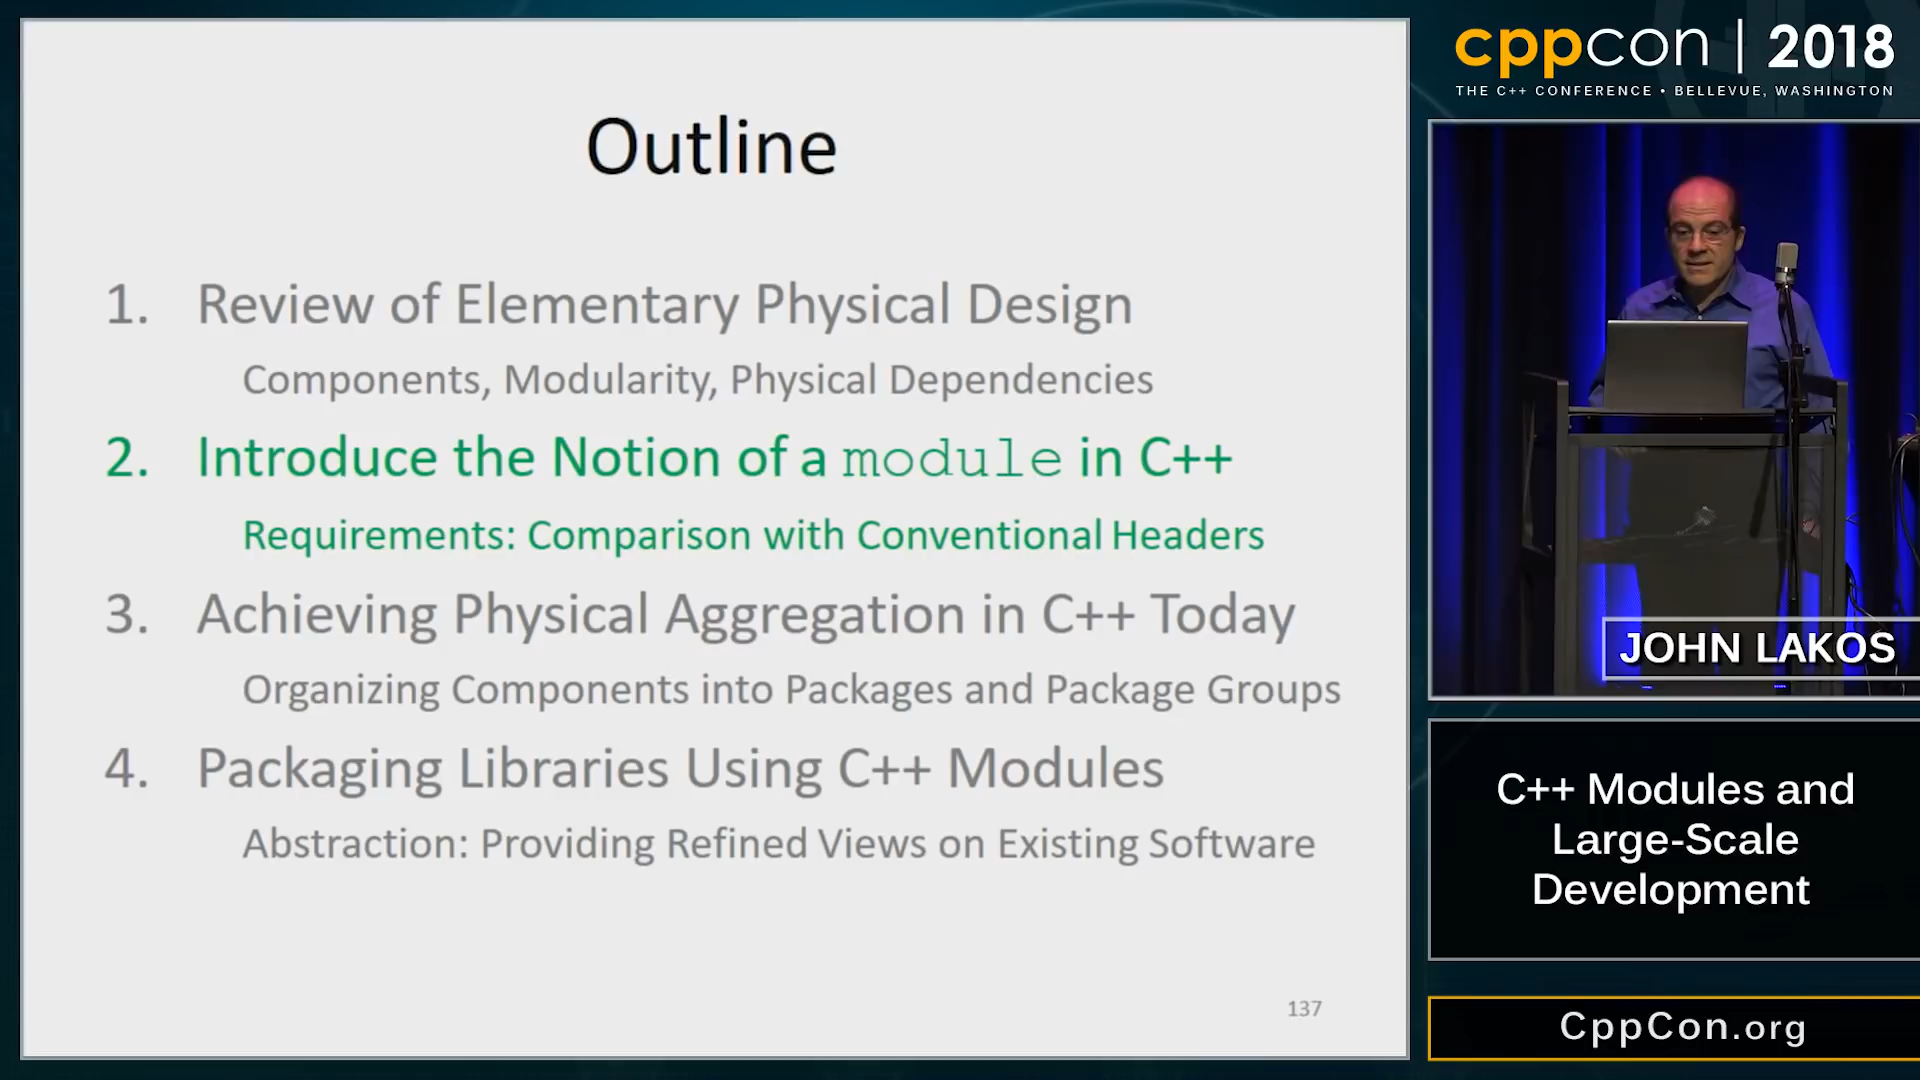 Outline
1. Review of Elementary Physical Design
Components, Modularity, Physical Dependencies
2. Introduce the Notion of a module in C++
Requirements: Comparison with Conventional Headers
3. Achieving Physical Aggregation in C++ Today
Organizing Components into Packages and Package Groups
4. Packaging Libraries Using C++ Modules
Abstraction: Providing Refined Views on Existing Software
137
cppcon | 2018
THE C++ CONFERENCE • BELLEVUE, WASHINGTON
JOHN LAKOS
C++ Modules and
Large-Scale
Development
CppCon.org